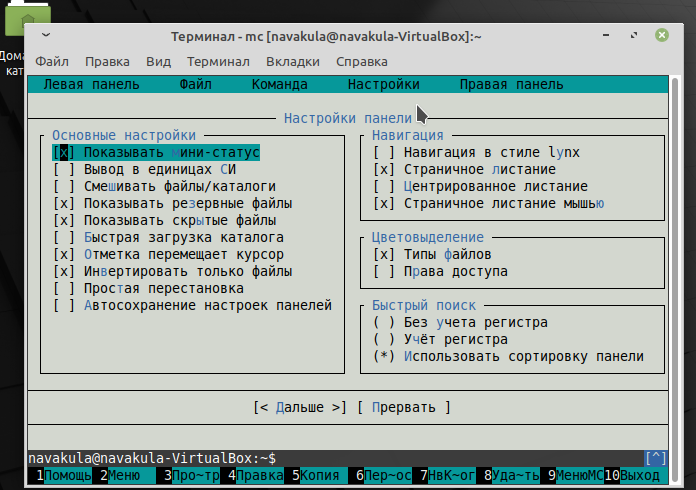 Терминал - mc [navakula@navakula-VirtualBox]:~
Файл Правка Вид Терминал Вкладки Справка
Левая панель Файл Команда Настройки Правая панель
Настройки панели
Основные настройки
[x] Показывать мини-статус
[ ] Вывод в единицах СИ
[ ] Смешивать файлы/каталоги
[x] Показывать резервные файлы
[x] Показывать скрытые файлы
[ ] Быстрая загрузка каталога
[x] Отметка перемещает курсор
[x] Инвертировать только файлы
[ ] Простая перестановка
[ ] Автосохранение настроек панелей
Навигация
[ ] Навигация в стиле lynx
[x] Страничное листание
[ ] Центрированное листание
[x] Страничное листание мышью
Цветовыделение
[x] Типы файлов
[ ] Права доступа
Быстрый поиск
( ) Без учета регистра
( ) Учёт регистра
(*) Использовать сортировку панели
[< Дальше >] [ Прервать ]
navakula@navakula-VirtualBox:~$ [^]
1Помощь 2Меню 3Про~тр 4Правка 5Копия 6Пер~ос 7НвК~ог 8Уда~ть 9МенюMC 10Выход